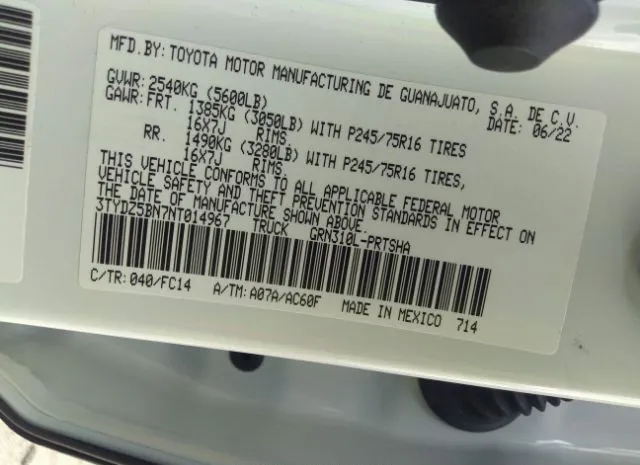 MFD.BY: TOYOTA MOTOR MANUFACTURING DE GUANAJUATO, S.A. DE C.V.
GVWR: 2540KG (5600LB) DATE: 06/22
GAWR: FRT. 1385KG (3050LB) WITH P245/75R16 TIRES
16X7J RIMS.
RR. 1490KG (3280LB) WITH P245/75R16 TIRES,
16X7J RIMS.
THIS VEHICLE CONFORMS TO ALL APPLICABLE FEDERAL MOTOR
VEHICLE SAFETY AND THEFT PREVENTION STANDARDS IN EFFECT ON
THE DATE OF MANUFACTURE SHOWN ABOVE.
3TYDZ5BN7NT014967 TRUCK GRN310L-PRTSHA
C/TR: 040/FC14 A/TM: A07A/AC60F MADE IN MEXICO 714